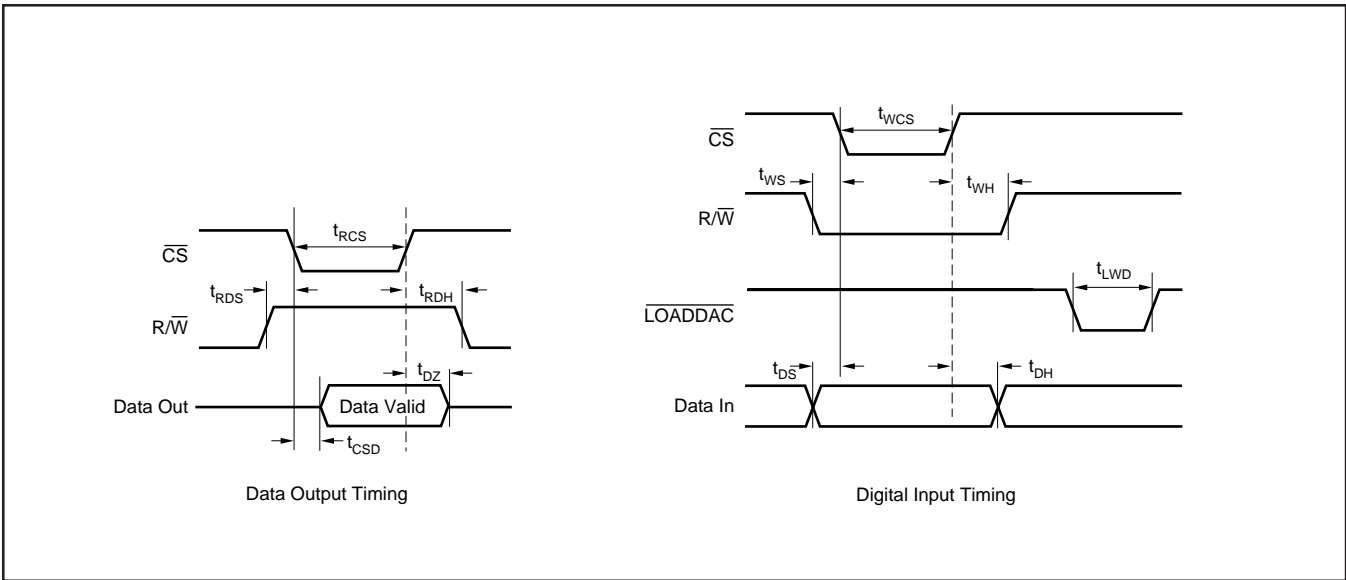 CS
tRCS
tRDS
tRDH
R/W
tDZ
Data Out
Data Valid
tCSD
Data Output Timing
tWCS
CS
tWS
tWH
R/W
tLWD
LOADDAC
tDS
tDH
Data In
Digital Input Timing